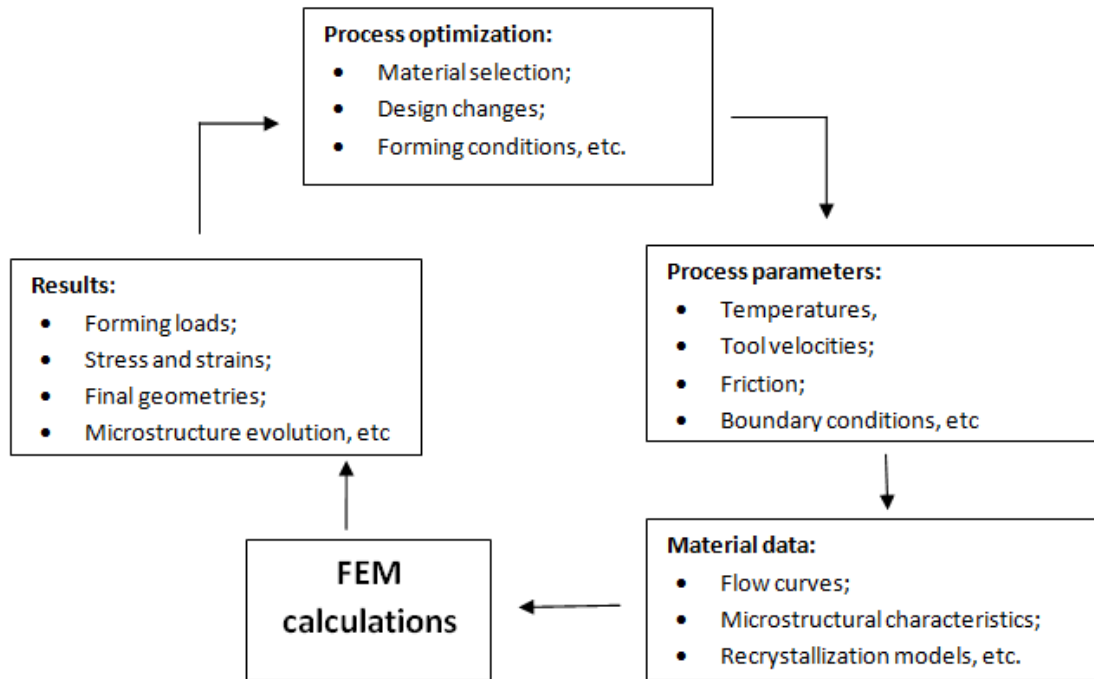 Process optimization:
• Material selection;
• Design changes;
• Forming conditions, etc.
Results:
• Forming loads;
• Stress and strains;
• Final geometries;
• Microstructure evolution, etc
Process parameters:
• Temperatures,
• Tool velocities;
• Friction;
• Boundary conditions, etc
FEM
calculations
Material data:
• Flow curves;
• Microstructural characteristics;
• Recrystallization models, etc.